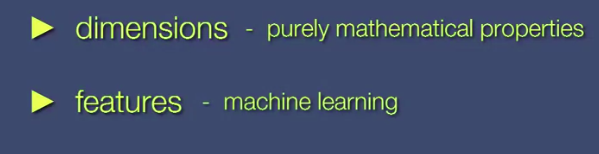 ► dimensions - purely mathematical properties
► features - machine learning